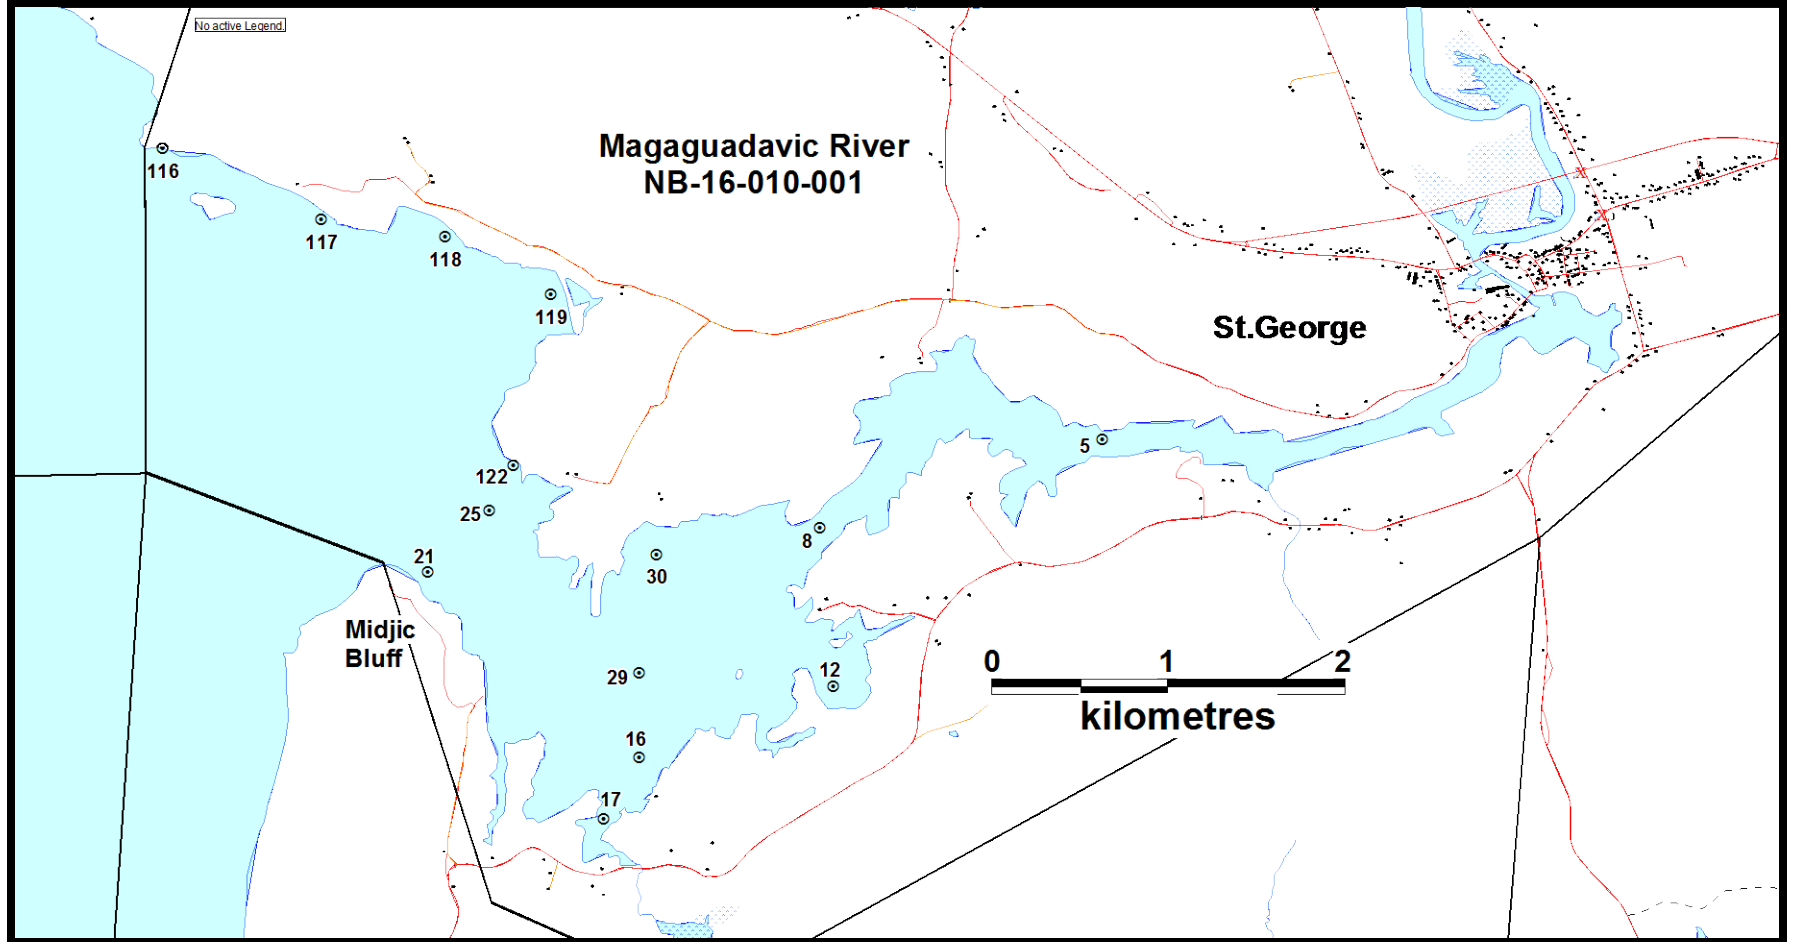 No active Legend.
Magaguadavic River
NB-16-010-001
116
117
118
119
St.George
5
122
25
8
21
30
Midjic
Bluff
29
12
0 1 2
kilometres
16
17